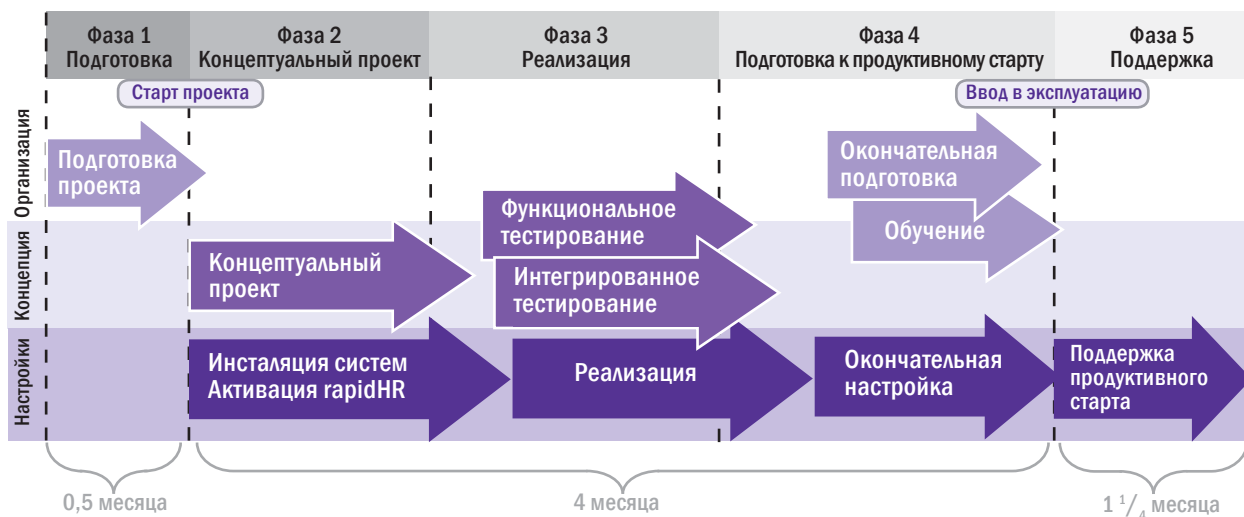 Фаза 1
Подготовка
Фаза 2
Концептуальный проект
Фаза 3
Реализация
Фаза 4
Подготовка к продуктивному старту
Фаза 5
Поддержка
Старт проекта
Ввод в эксплуатацию
Организация
Подготовка
проекта
Окончательная
подготовка
Функциональное
тестирование
Обучение
Концепция
Концептуальный
проект
Интегрированное
тестирование
Настройки
Инсталяция систем
Активация rapidHR
Реализация
Окончательная
настройка
Поддержка
продуктивного
старта
0,5 месяца
4 месяца
1 1/4 месяца